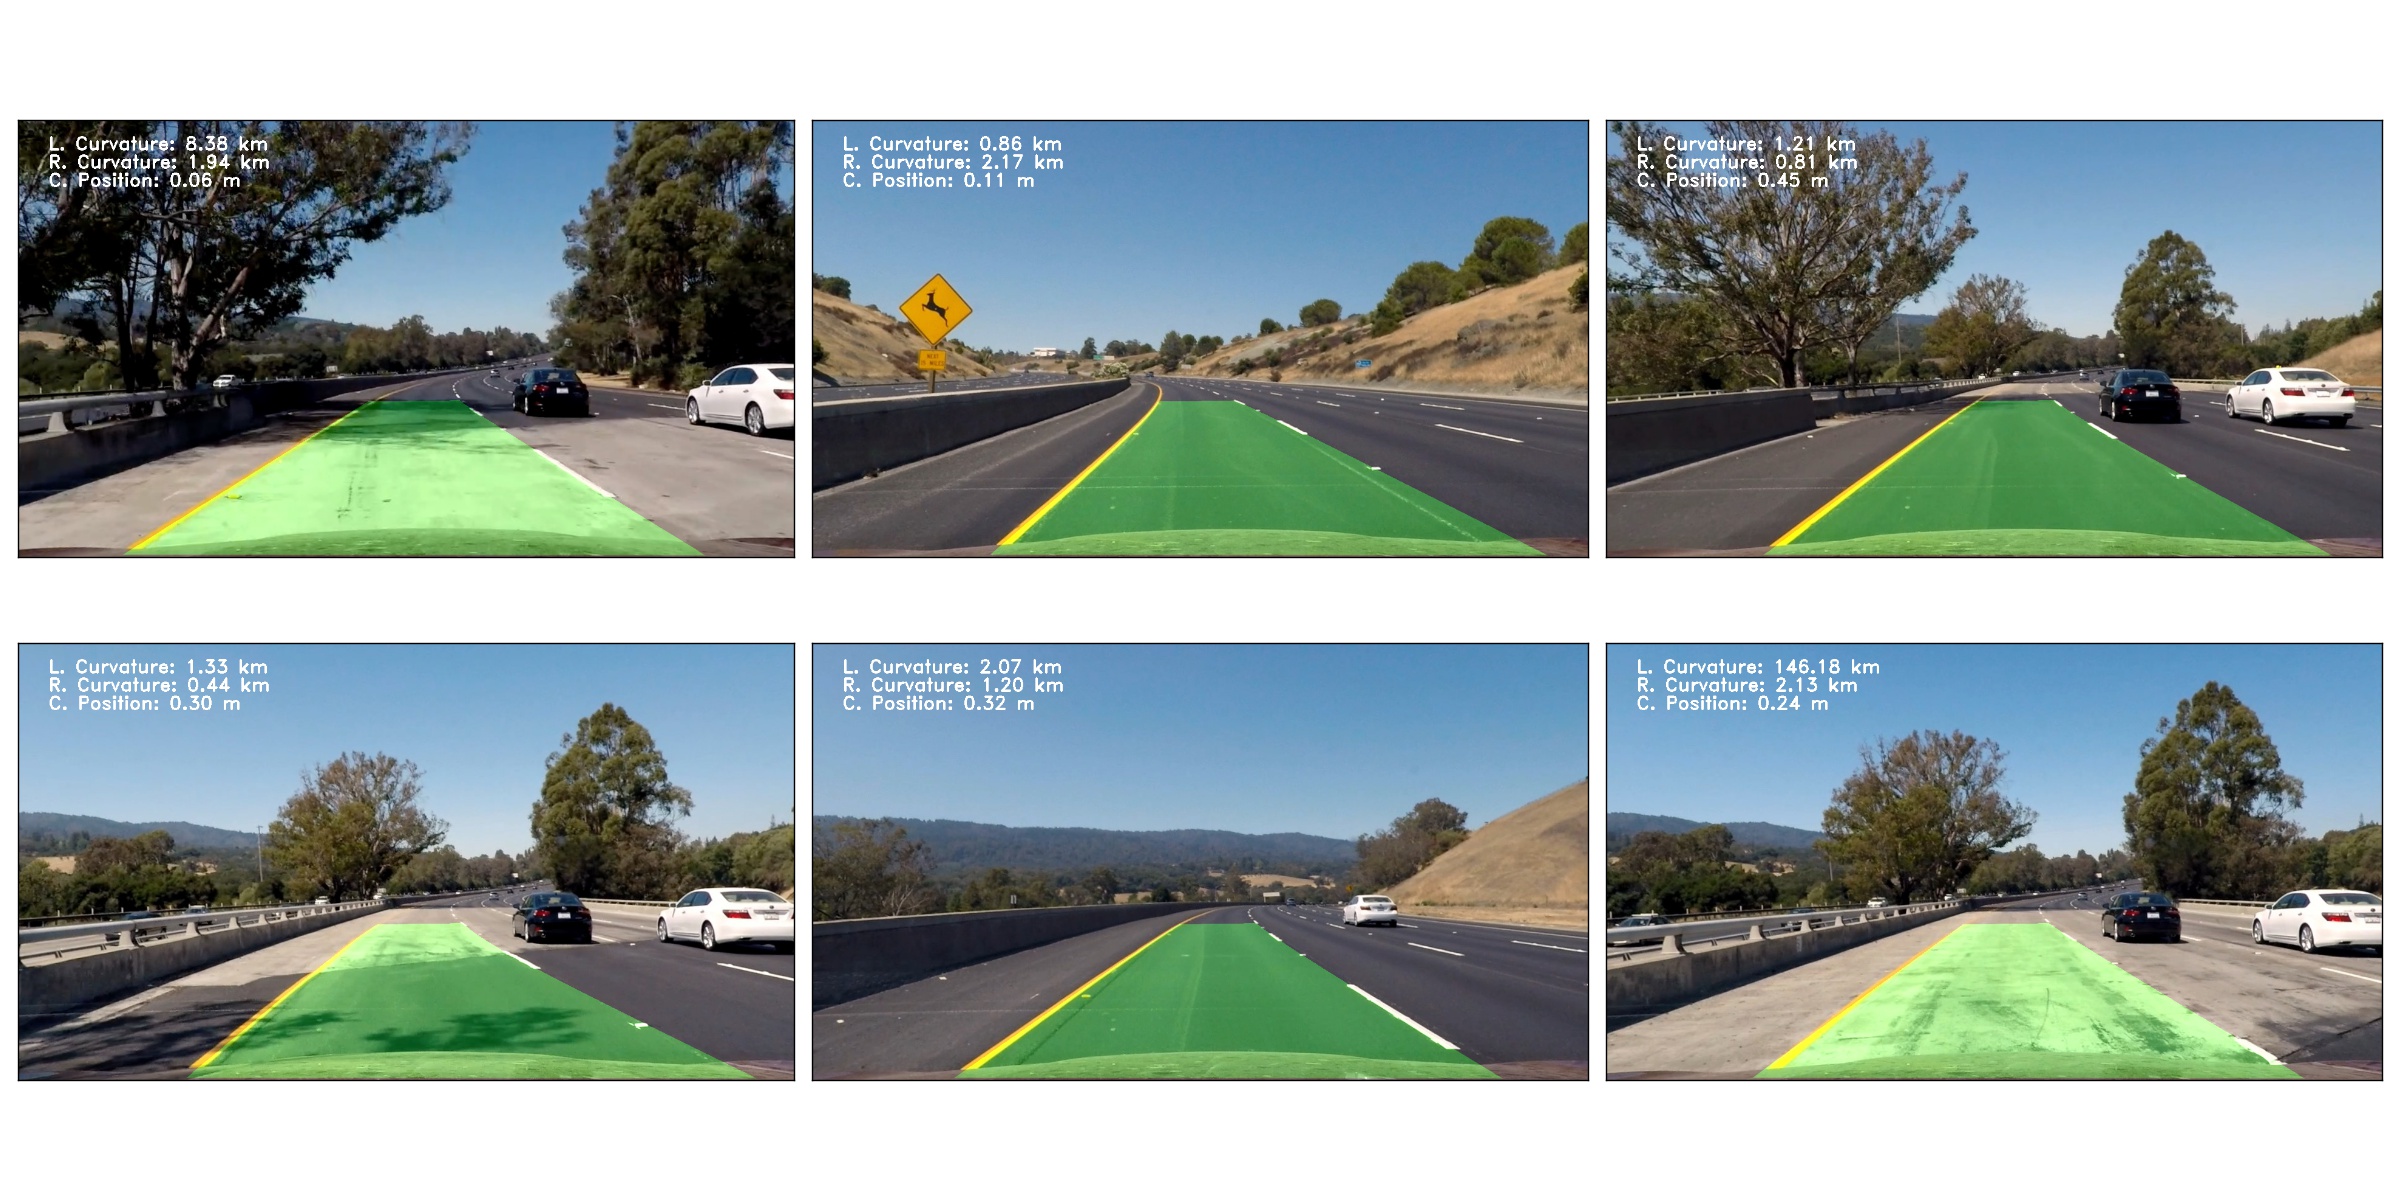 L. Curvature: 8.38 km
R. Curvature: 1.94 km
C. Position: 0.06 m
L. Curvature: 0.86 km
R. Curvature: 2.17 km
C. Position: 0.11 m
L. Curvature: 1.21 km
R. Curvature: 0.81 km
C. Position: 0.45 m
L. Curvature: 1.33 km
R. Curvature: 0.44 km
C. Position: 0.30 m
L. Curvature: 2.07 km
R. Curvature: 1.20 km
C. Position: 0.32 m
L. Curvature: 146.18 km
R. Curvature: 2.13 km
C. Position: 0.24 m